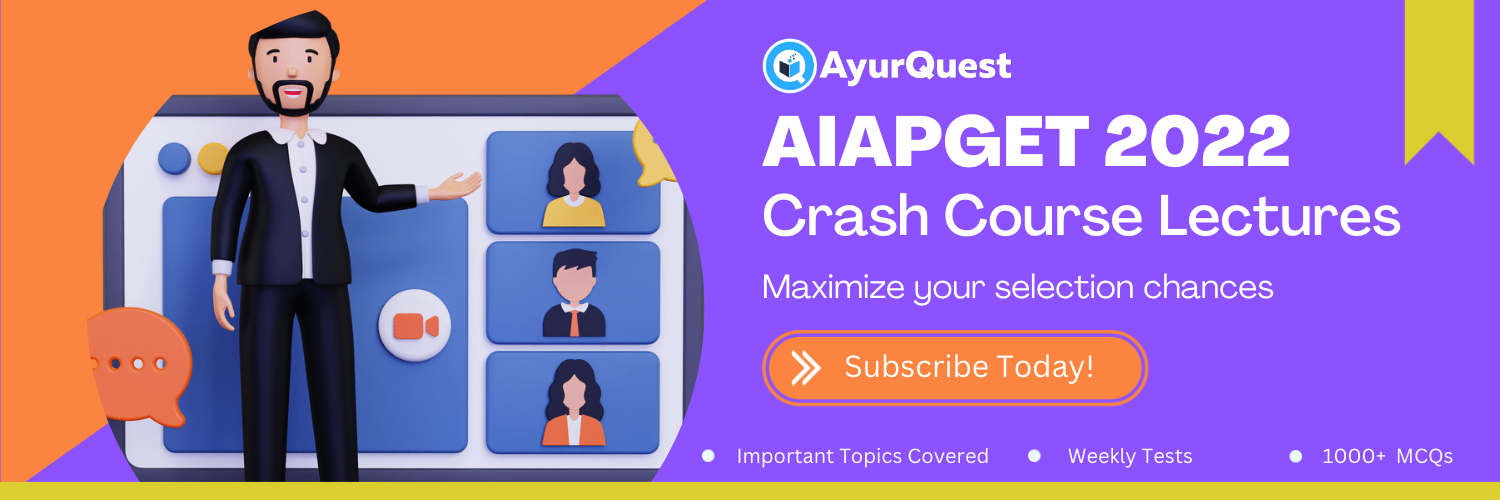 AyurQuest
AIAPGET 2022
Crash Course Lectures
Maximize your selection chances
Subscribe Today!
Important Topics Covered
Weekly Tests
1000+ MCQs